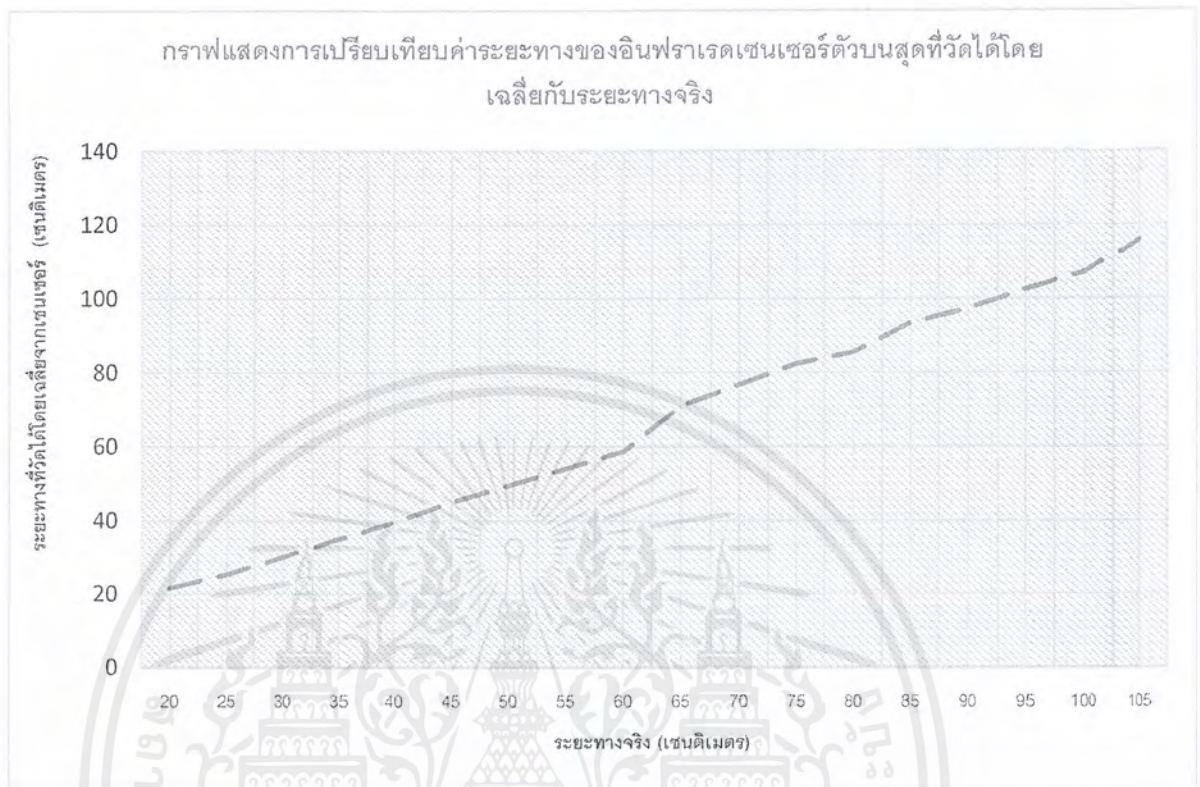 กราฟแสดงการเปรียบเทียบค่าระยะทางของอินฟราเรดเซนเซอร์ตัวบนสุดที่วัดได้โดย
เฉลี่ยกับระยะทางจริง
ระยะทางที่วัดได้โดยเฉลี่ยจากเซนเซอร์ (เซนติเมตร)
140
120
100
80
60
40
20
0
20 25 30 35 40 45 50 55 60 65 70 75 80 85 90 95 100 105
ระยะทางจริง (เซนติเมตร)